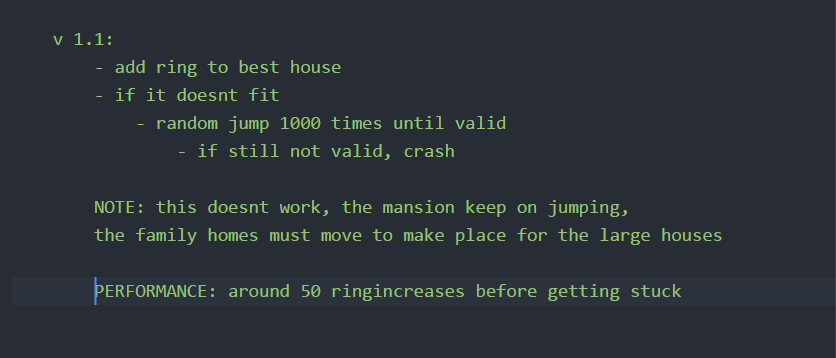 v 1.1:
- add ring to best house
- if it doesnt fit
- random jump 1000 times until valid
- if still not valid, crash
NOTE: this doesnt work, the mansion keep on jumping,
the family homes must move to make place for the large houses
PERFORMANCE: around 50 ringincreases before getting stuck